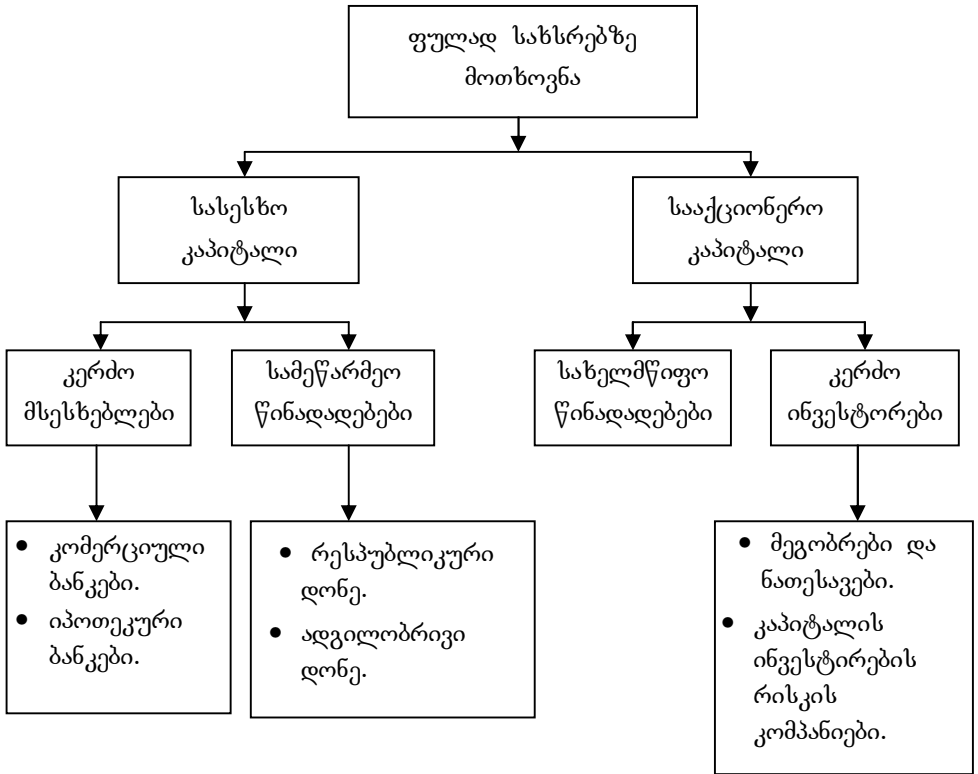 ფულად სახსრებზე
მოთხოვნა
სასესხო
კაპიტალი
სააქციონერო
კაპიტალი
კერძო
მსესხებლები
სამეწარმეო
წინადადებები
სახელმწიფო
წინადადებები
კერძო
ინვესტორები
• კომერციული
ბანკები.
• იპოთეკური
ბანკები.
• რესპუბლიკური
დონე.
• ადგილობრივი
დონე.
• მეგობრები და
ნათესავები.
• კაპიტალის
ინვესტირების
რისკის
კომპანიები.